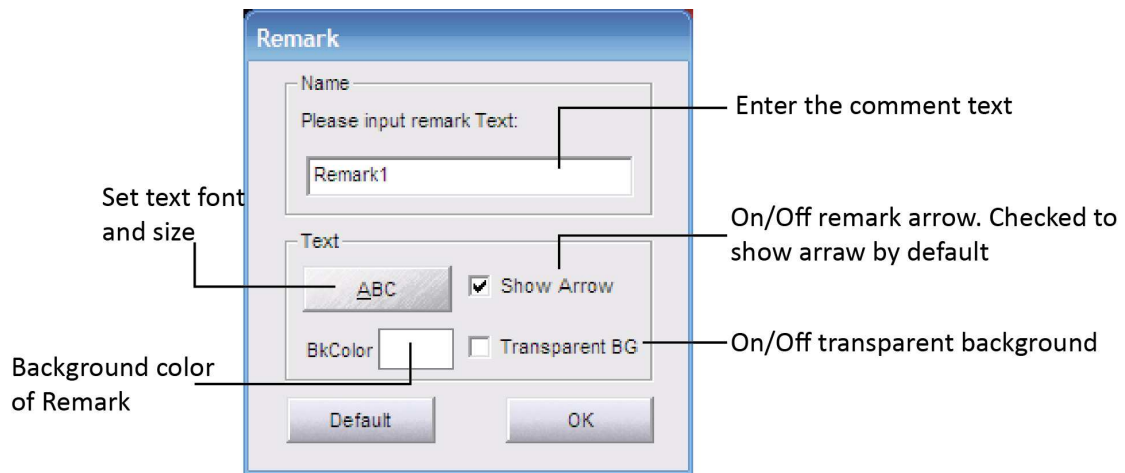 Remark
Name
Please input remark Text:
Remark1
Enter the comment text
Set text font
and size
On/Off remark arrow. Checked to
show arraw by default
Text
ABC
Show Arrow
BkColor
Transparent BG
On/Off transparent background
Background color
of Remark
Default
OK